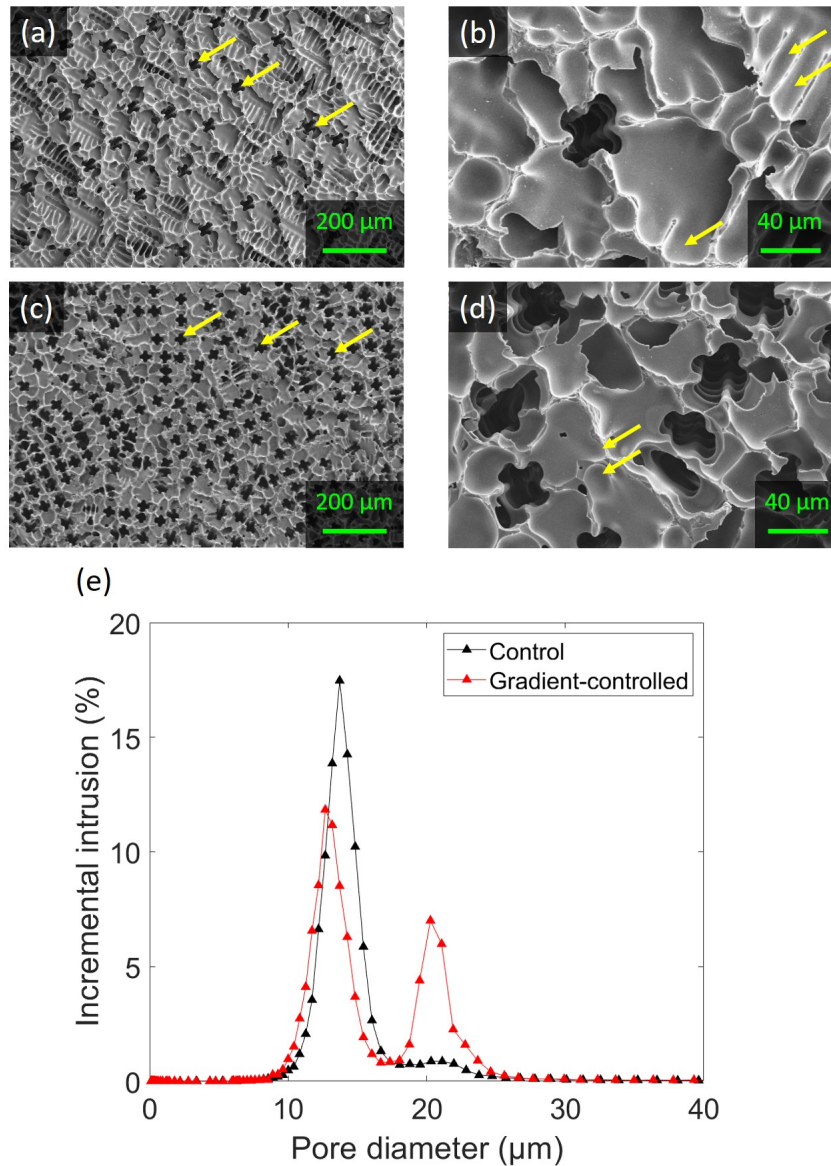 (a)
200 µm
(b)
40 µm
(c)
200 µm
(d)
40 µm
(e)
20
15
10
5
0
Incremental intrusion (%)
Control
Gradient-controlled
0 10 20 30 40
Pore diameter (µm)